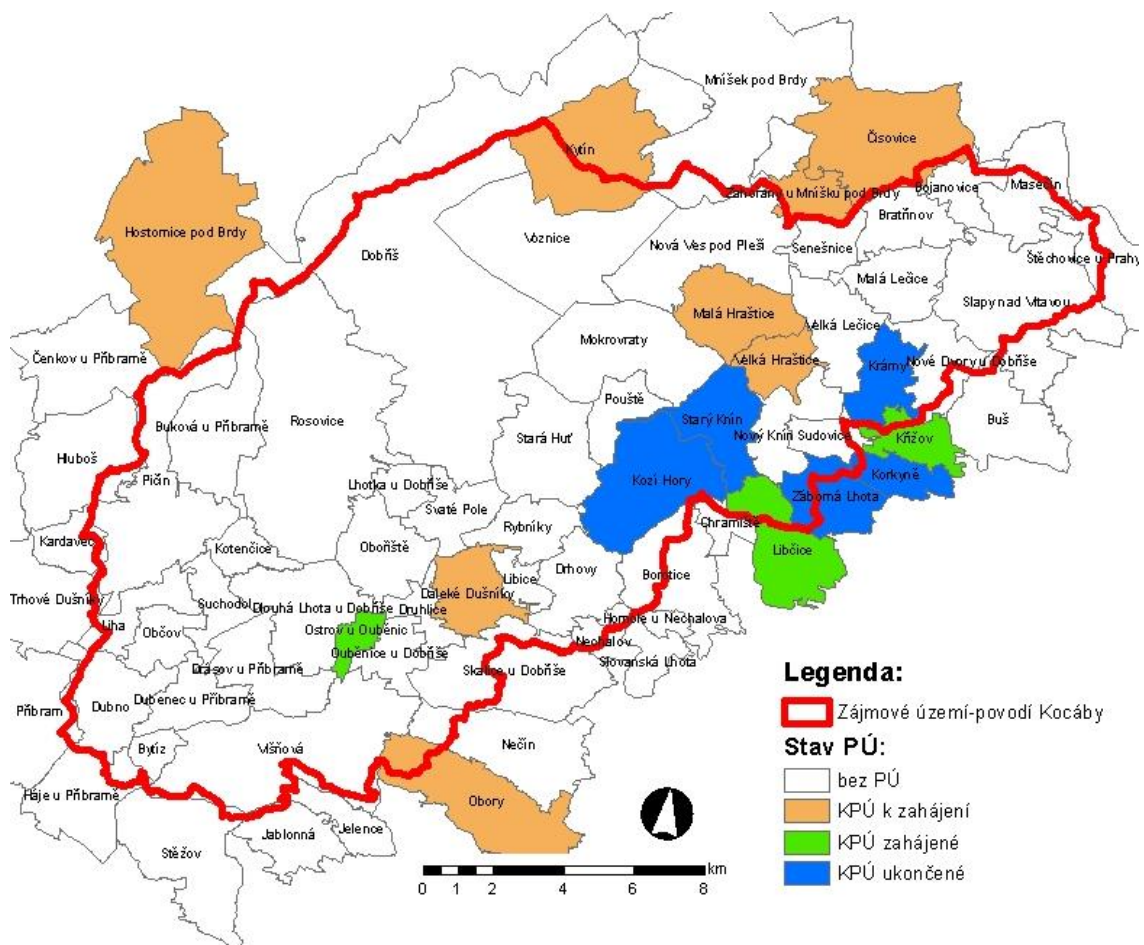 Mníšek pod Brdy
Kytín
Čisovice
Zahořany u Mníšku pod Brdy
Bojanovice
Masečín
Bratřínov
Hostomice pod Brdy
Dobříš
Voznice
Nová Ves pod Pleší
Senešnice
Štěchovice u Prahy
Malá Lečice
Slapy nad Vltavou
Malá Hraštice
Velká Lečice
Mokrovraty
Čenkov u Příbramě
Velká Hraštice
Krámy
Nové Dvory u Dobříše
Pouště
Rosovice
Buková u Příbramě
Starý Knín
Buš
Stará Huť
Nový Knín
Sudovice
Křížov
Hluboš
Pičín
Kozí Hory
Záborná Lhota
Korkyně
Lhotka u Dobříše
Svaté Pole
Rybníky
Chramiště
Kardavec
Kotenčice
Obořiště
Libčice
Drhovy
Borotice
Libice
Daleké Dušníky
Trhové Dušníky
Suchodol
Dlouhá Lhota u Dobříše
Druhlice
Líha
Občov
Ostrov u Ouběnic
Homole u Nechalova
Nechalov
Ouběnice u Dobříše
Slovanská Lhota
Drásov u Příbramě
Skalice u Dobříše
Dubenec u Příbramě
Dubno
Příbram
Bytíz
Višňová
Nečín
Háje u Příbramě
Obory
Jablonná
Jelence
Stěžov
Legenda:
Zájmové území-povodí Kocáby
Stav PÚ:
bez PÚ
KPÚ k zahájení
KPÚ zahájené
KPÚ ukončené
km
0 1 2 4 6 8